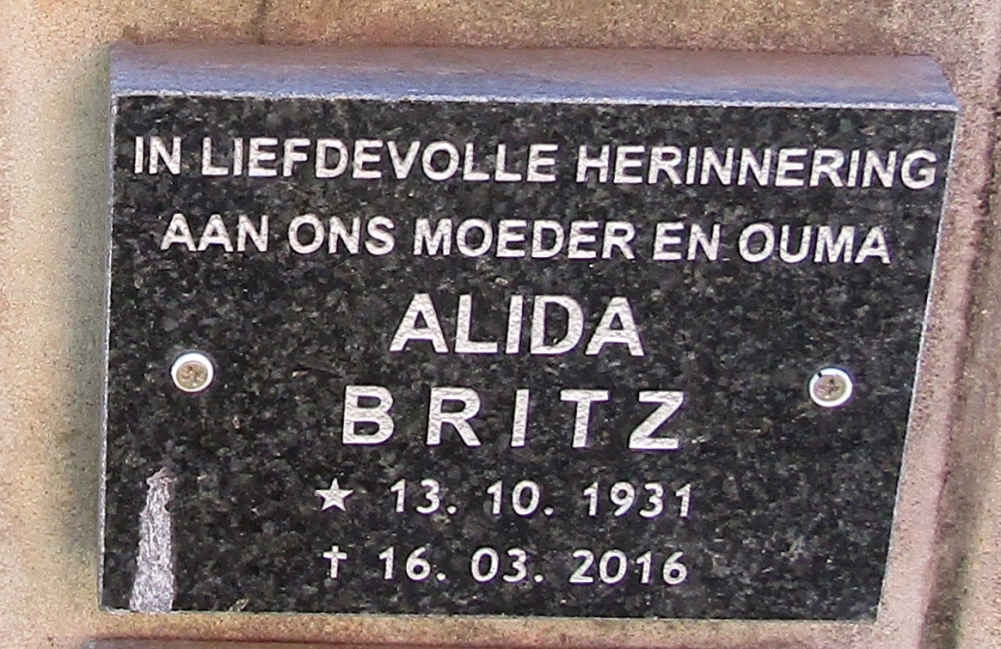 IN LIEFDEVOLLE HERINNERING
AAN ONS MOEDER EN OUMA
ALIDA
BRITZ
★ 13. 10. 1931
✝ 16. 03. 2016